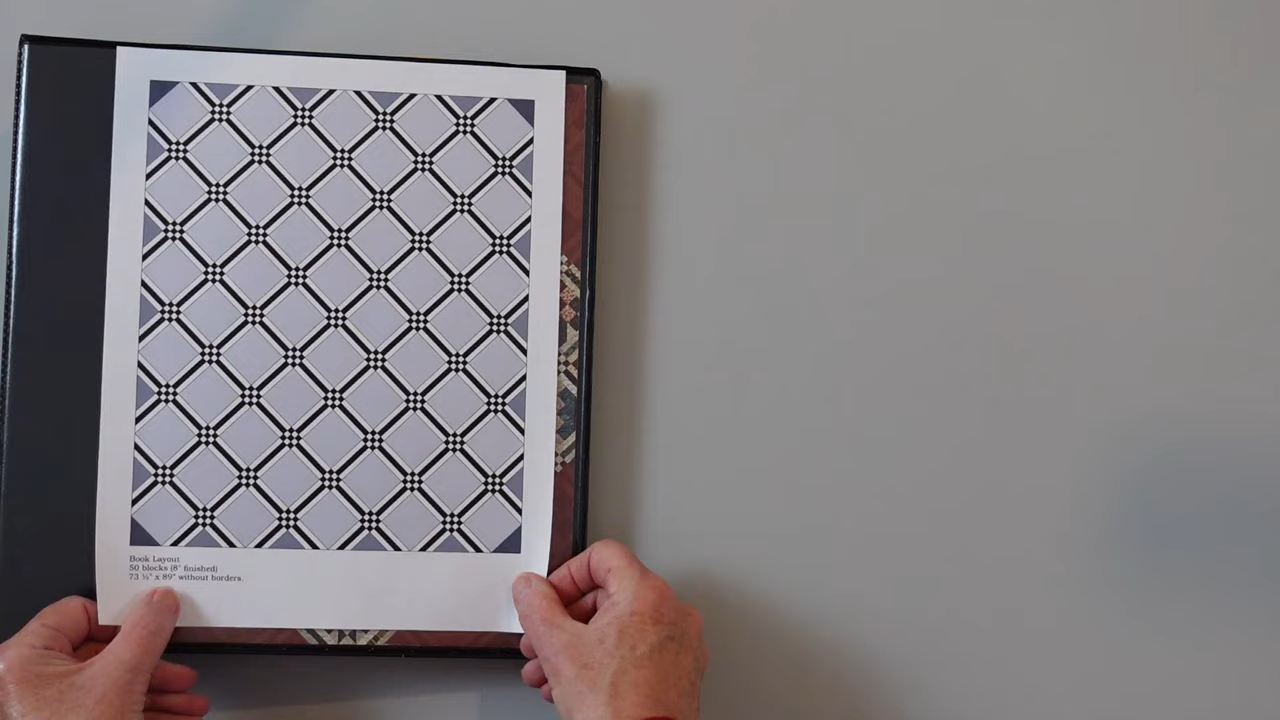 Book Layout
50 blocks (8" finished)
73 ½" x 89" without borders.